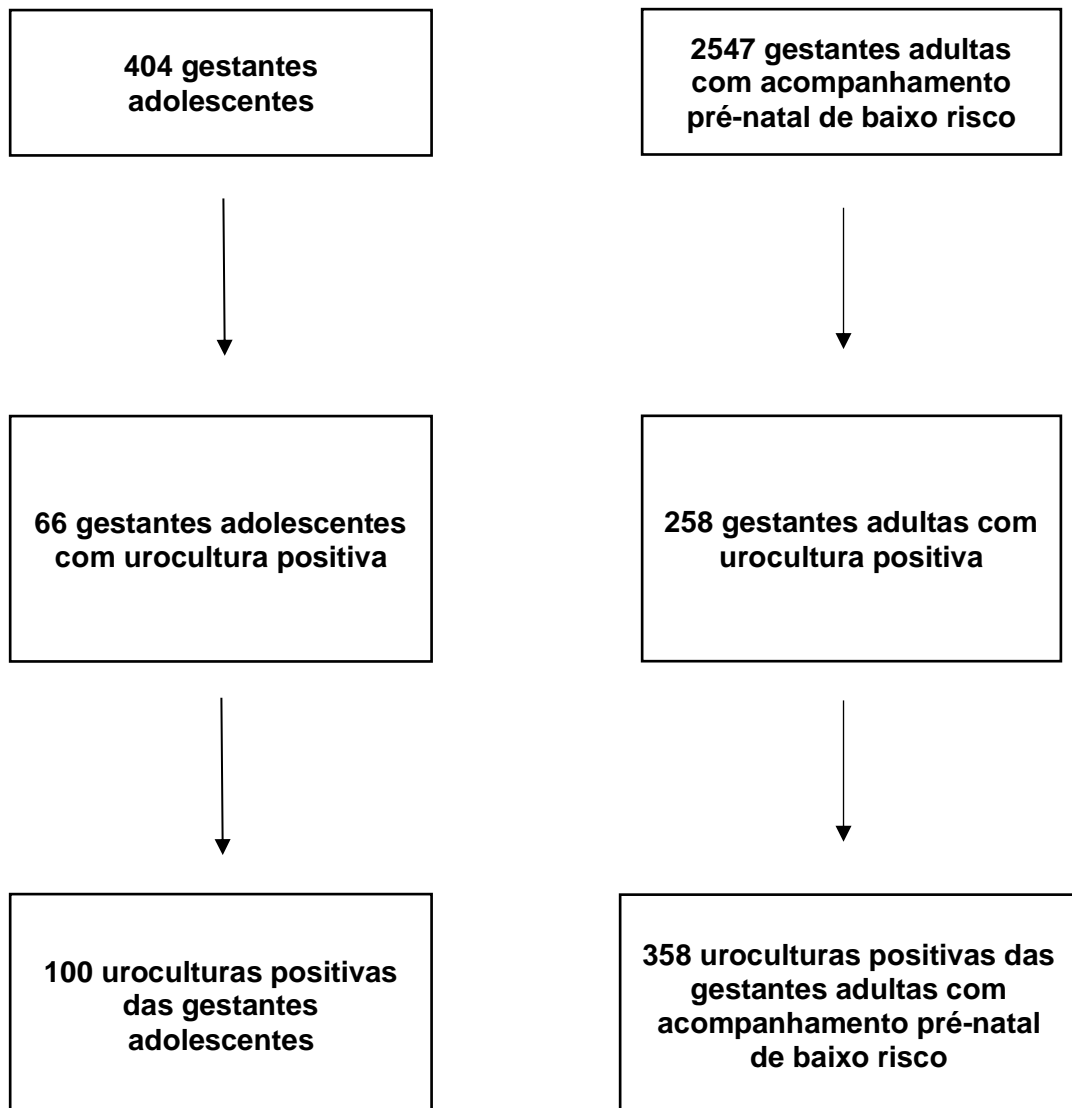 404 gestantes
adolescentes
2547 gestantes adultas
com acompanhamento
pré-natal de baixo risco
66 gestantes adolescentes
com urocultura positiva
258 gestantes adultas com
urocultura positiva
100 uroculturas positivas
das gestantes
adolescentes
358 uroculturas positivas das
gestantes adultas com
acompanhamento pré-natal
de baixo risco